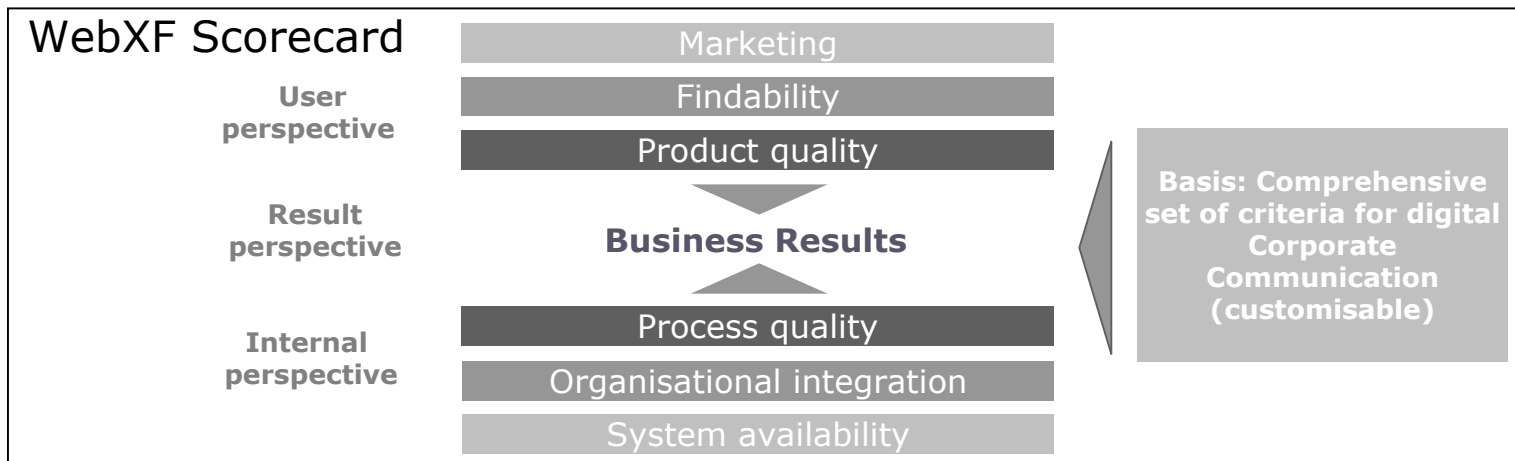 WebXF Scorecard
Marketing
User
perspective
Findability
Product quality
Result
perspective
Business Results
Internal
perspective
Process quality
Organisational integration
System availability
Basis: Comprehensive
set of criteria for digital
Corporate
Communication
(customisable)